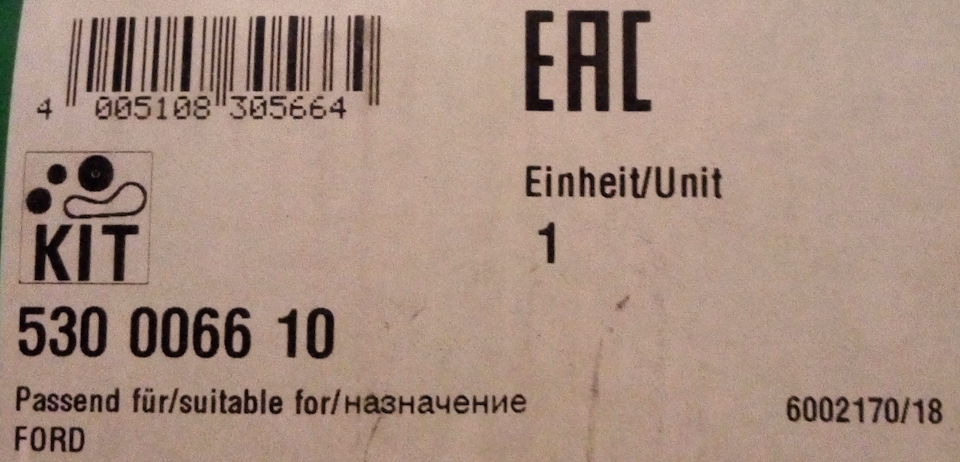 EAC
4 005108 305664
Einheit/Unit
1
KIT
530 0066 10
Passend für/suitable for/назначение
FORD
6002170/18